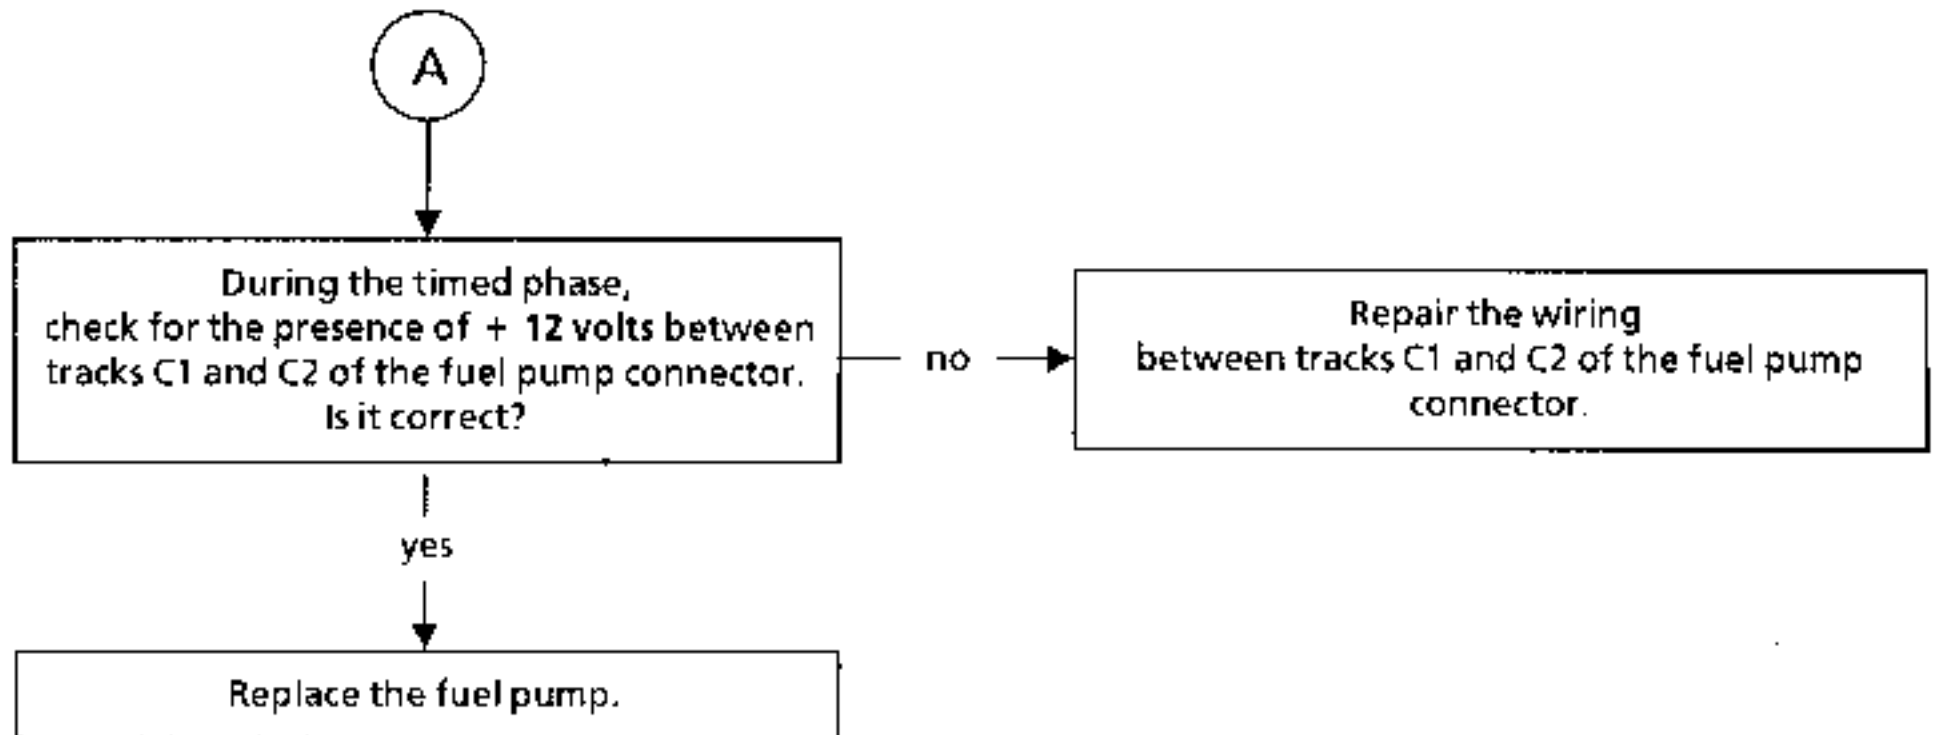 A
During the timed phase,
check for the presence of + 12 volts between
tracks C1 and C2 of the fuel pump connector.
Is it correct?
no
Repair the wiring
between tracks C1 and C2 of the fuel pump
connector.
yes
Replace the fuel pump.